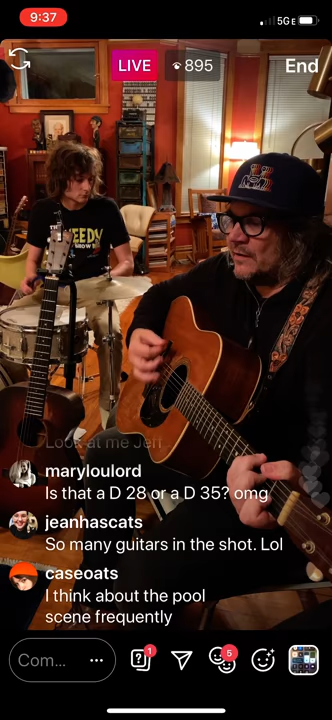 9:37
5GE
LIVE
895
End
EEDY
Look at me Jeff
maryloulord
Is that a D 28 or a D 35? omg
jeanhascats
So many guitars in the shot. Lol
caseoats
I think about the pool
scene frequently
Com...
1
5